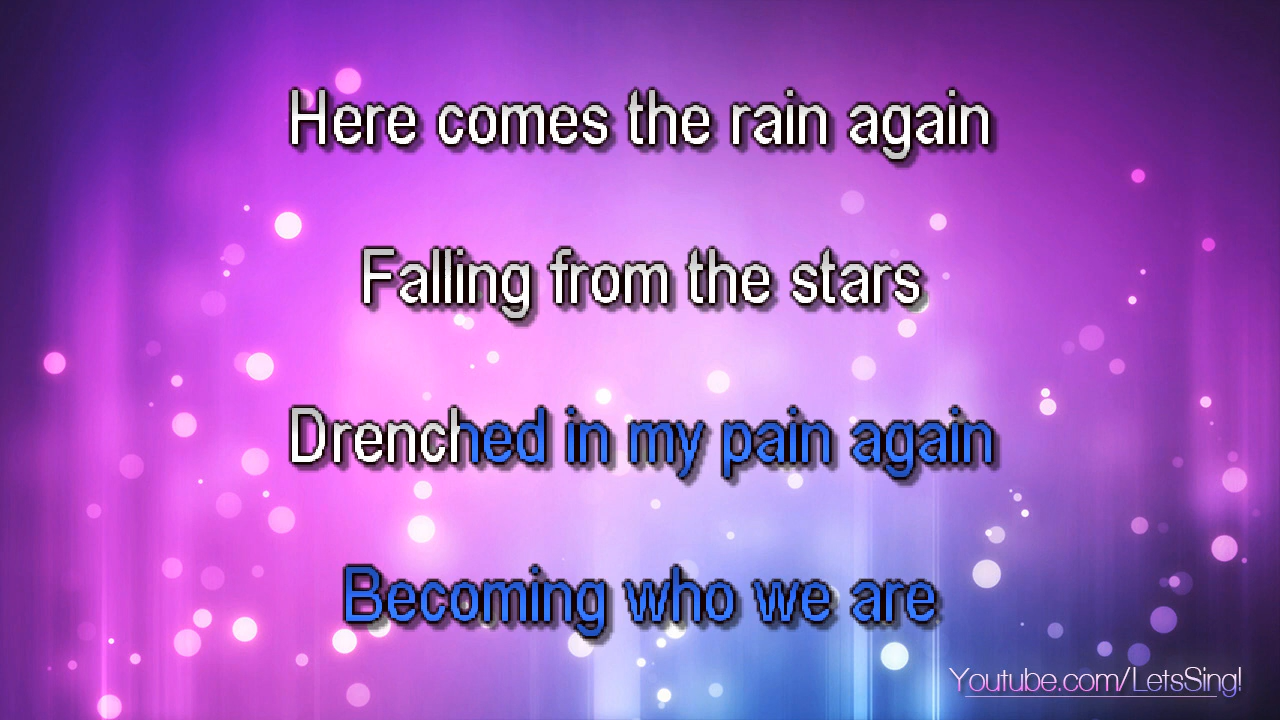 Here comes the rain again
Falling from the stars
Drenched in my pain again
Becoming who we are
Youtube.com/LetsSing!